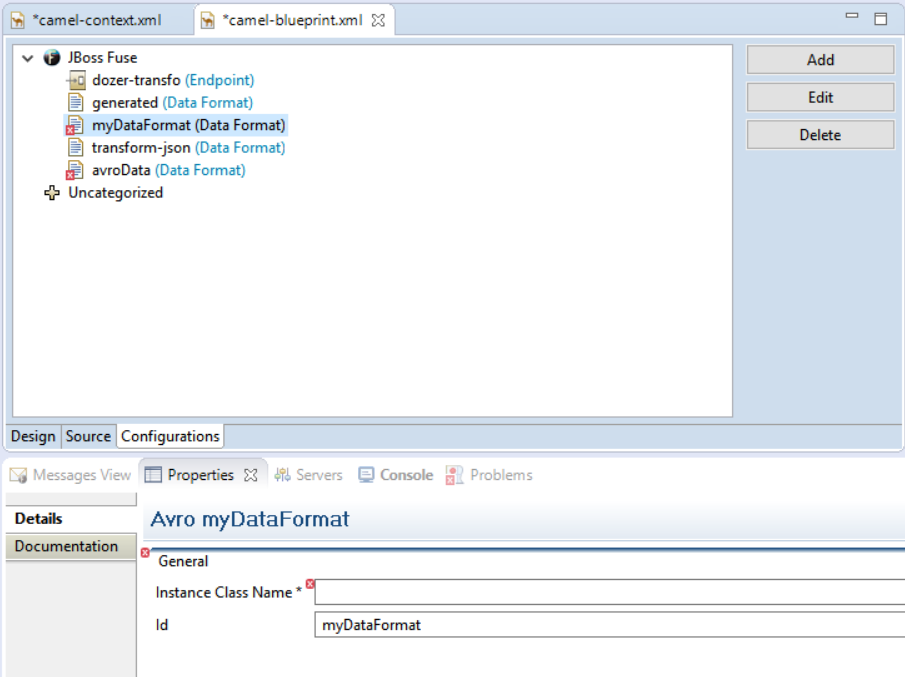 *camel-context.xml
*camel-blueprint.xml
JBoss Fuse
dozer-transfo (Endpoint)
generated (Data Format)
myDataFormat (Data Format)
transform-json (Data Format)
avroData (Data Format)
Uncategorized
Add
Edit
Delete
Design Source Configurations
Messages View Properties Servers Console Problems
Details
Documentation
Avro myDataFormat
General
Instance Class Name *
Id myDataFormat